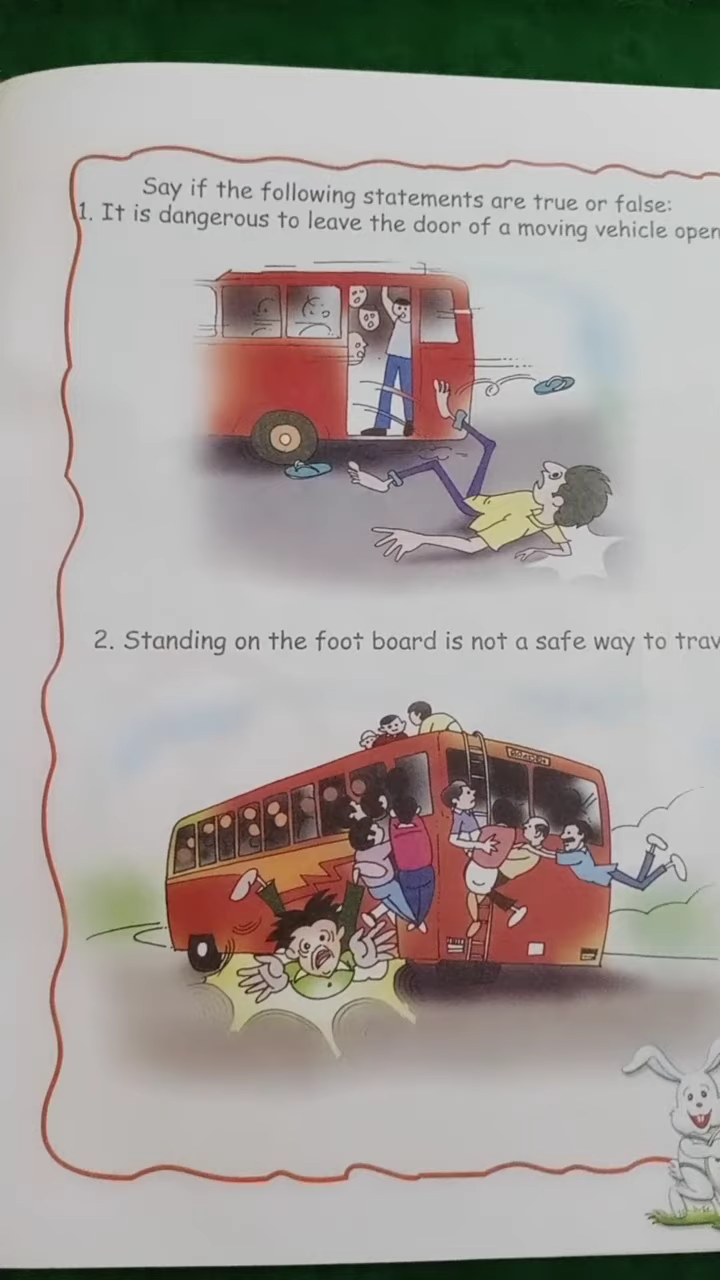 Say if the following statements are true or false:
1. It is dangerous to leave the door of a moving vehicle open
2. Standing on the foot board is not a safe way to trav